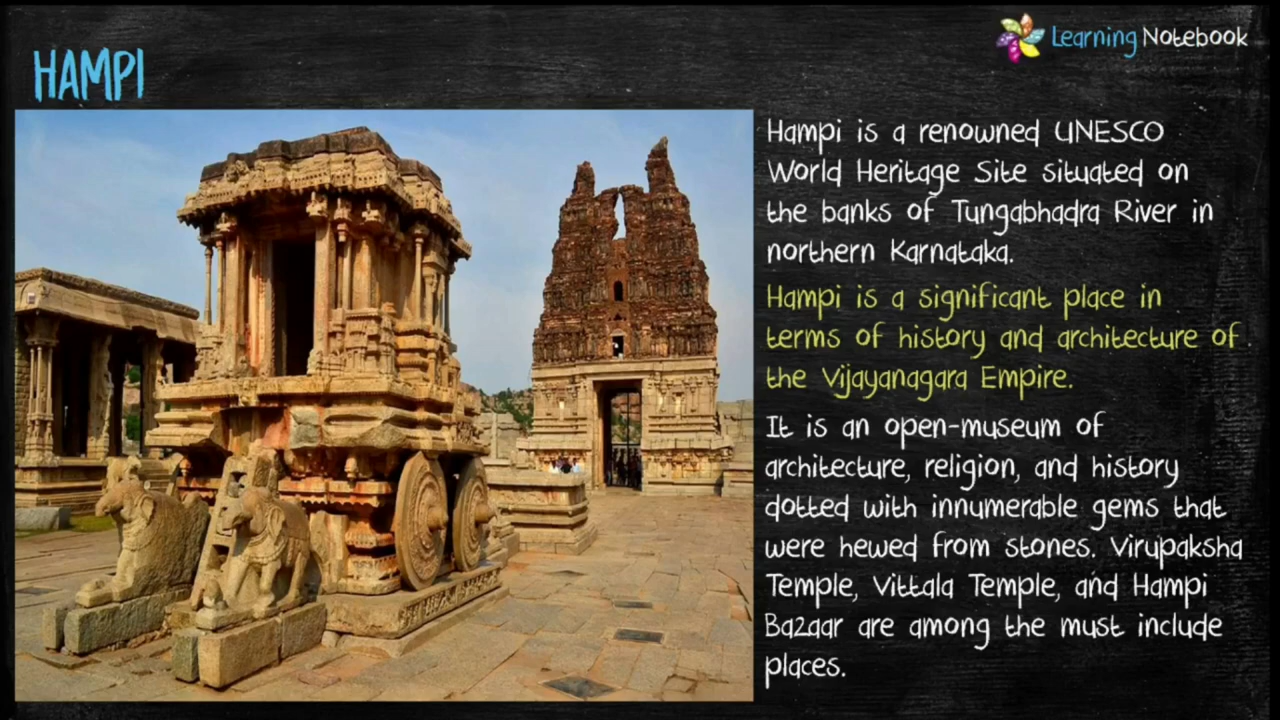 Learning Notebook
HAMPI
Hampi is a renowned UNESCO
World Heritage Site situated on
the banks of Tungabhadra River in
northern Karnataka.
Hampi is a significant place in
terms of history and architecture of
the Vijayanagara Empire.
It is an open-museum of
architecture, religion, and history
dotted with innumerable gems that
were hewed from stones. Virupaksha
Temple, Vittala Temple, and Hampi
Bazaar are among the must include
places.